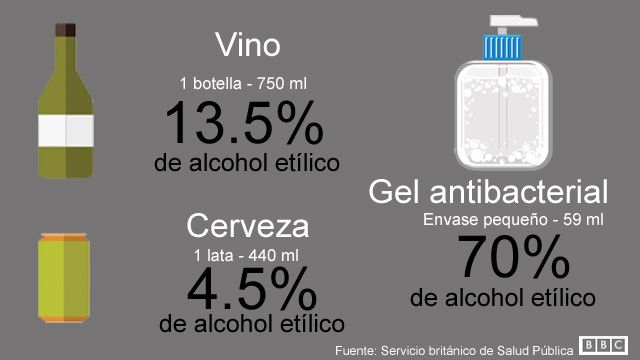 Vino
1 botella - 750 ml
13.5%
de alcohol etílico
Cerveza
1 lata - 440 ml
4.5%
de alcohol etílico
Gel antibacterial
Envase pequeño - 59 ml
70%
de alcohol etílico
Fuente: Servicio británico de Salud Pública
BBC